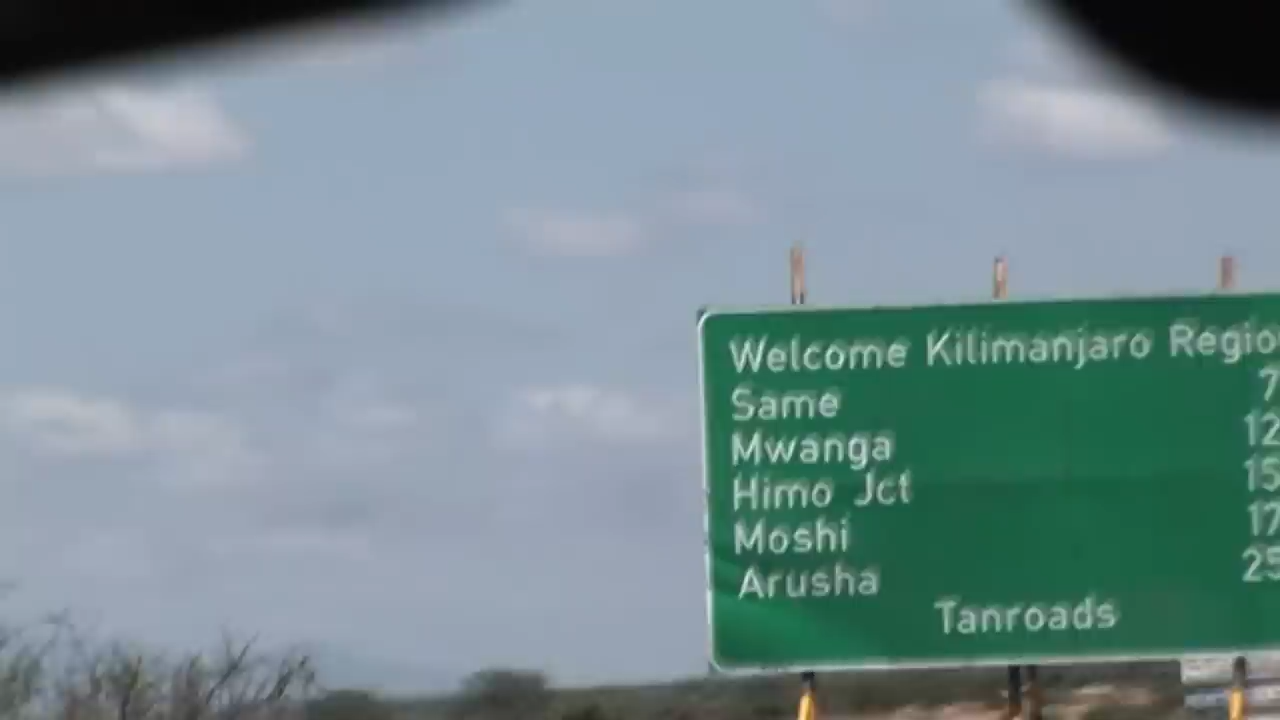 Welcome Kilimanjaro Regio
Same 7
Mwanga 12
Himo Jct 15
Moshi 17
Arusha 25
Tanroads